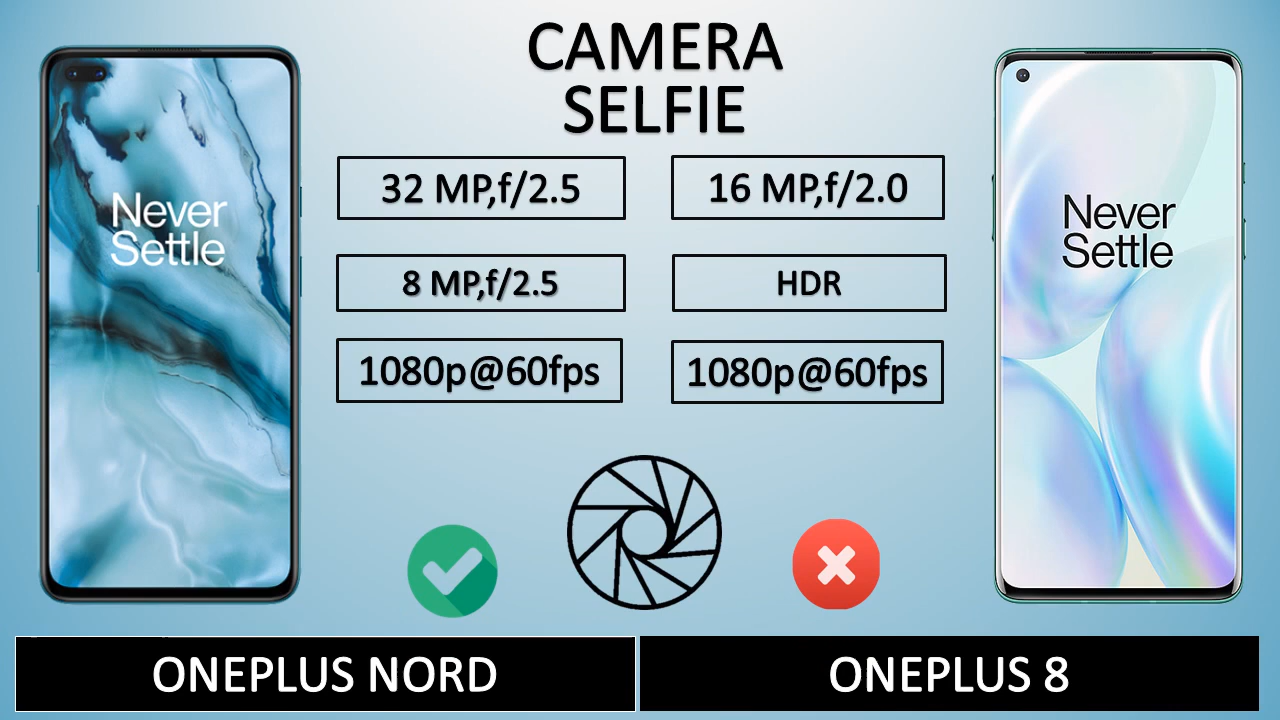 CAMERA
SELFIE
32 MP,f/2.5
16 MP,f/2.0
8 MP,f/2.5
HDR
1080p@60fps
1080p@60fps
Never
Settle
Never
Settle
ONEPLUS NORD
ONEPLUS 8